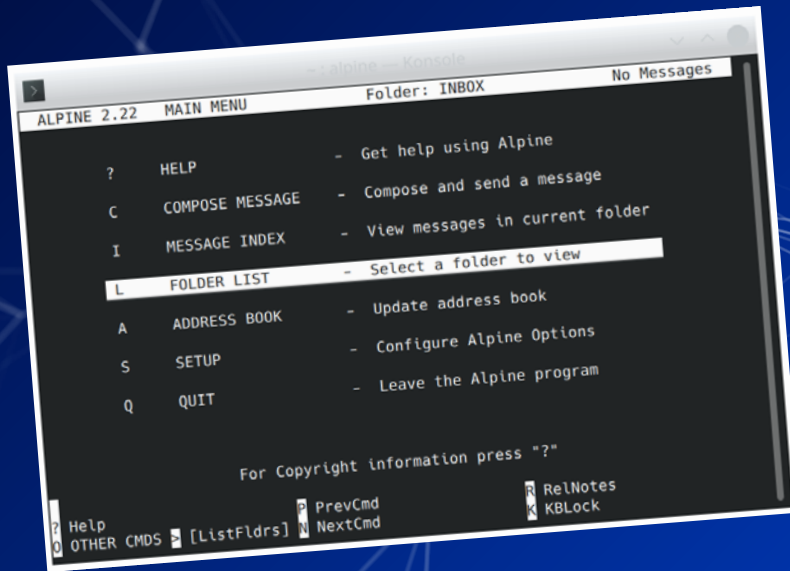 ~ : alpine — Konsole
ALPINE 2.22 MAIN MENU Folder: INBOX No Messages
? HELP - Get help using Alpine
C COMPOSE MESSAGE - Compose and send a message
I MESSAGE INDEX - View messages in current folder
L FOLDER LIST - Select a folder to view
A ADDRESS BOOK - Update address book
S SETUP - Configure Alpine Options
Q QUIT - Leave the Alpine program
For Copyright information press "?"
? Help P PrevCmd R RelNotes
O OTHER CMDS > [ListFldrs] N NextCmd K KBLock